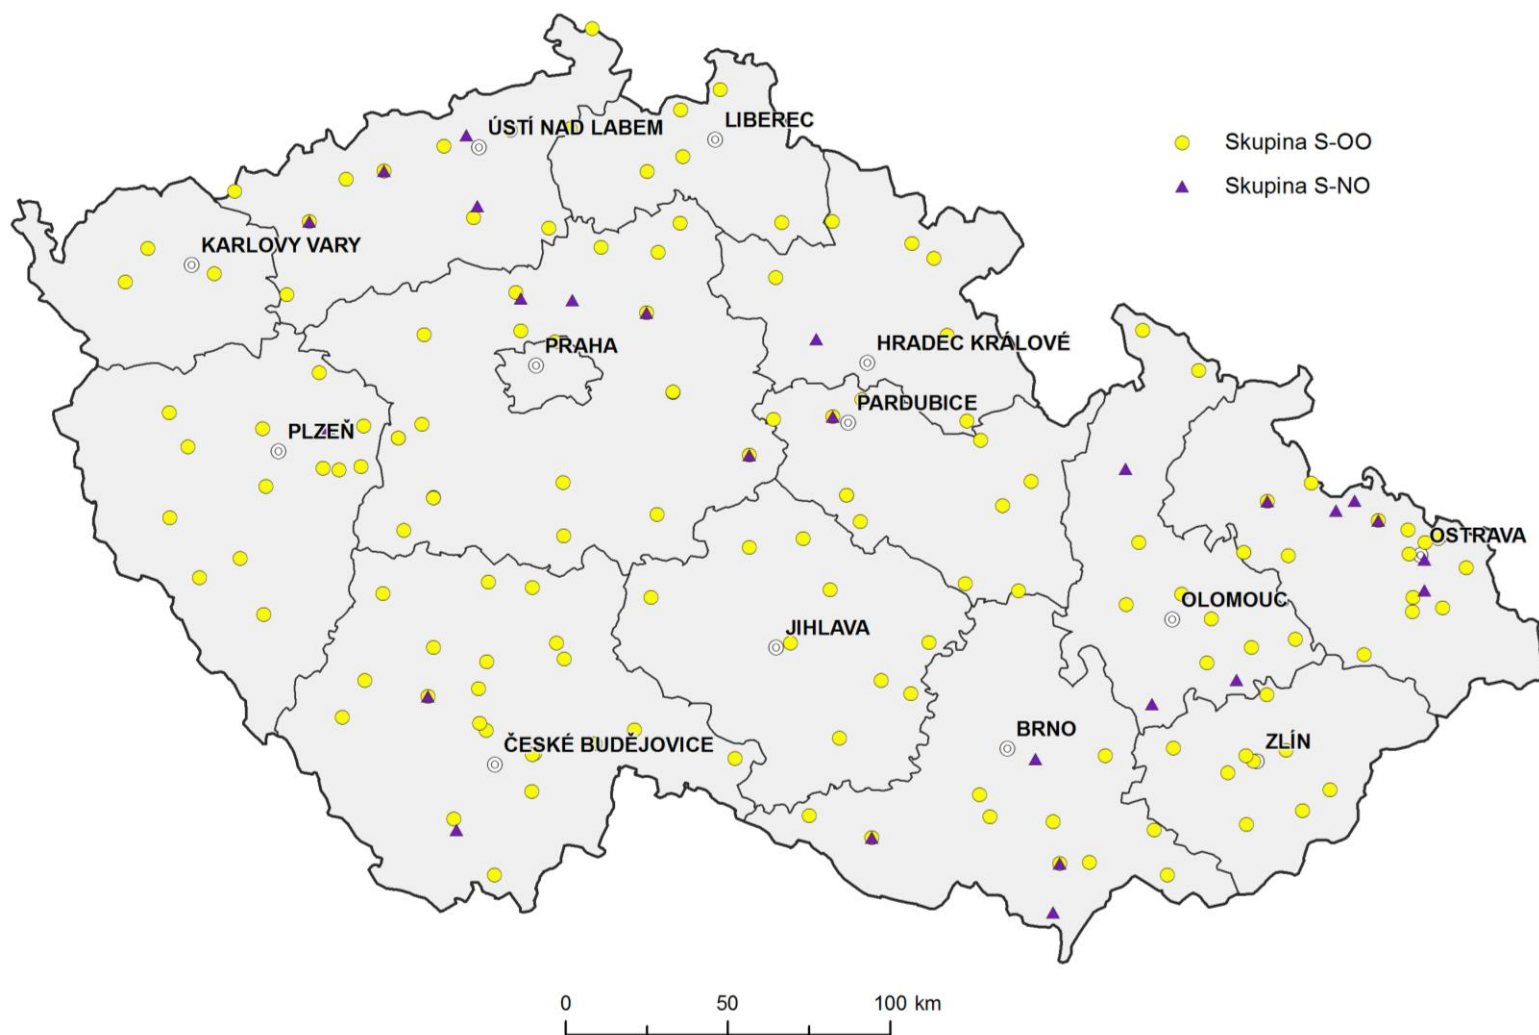 ÚSTÍ NAD LABEM
LIBEREC
Skupina S-OO
Skupina S-NO
KARLOVY VARY
PRAHA
HRADEC KRÁLOVÉ
PARDUBICE
PLZEŇ
OSTRAVA
OLOMOUC
JIHLAVA
BRNO
ČESKÉ BUDĚJOVICE
ZLÍN
0 50 100 km